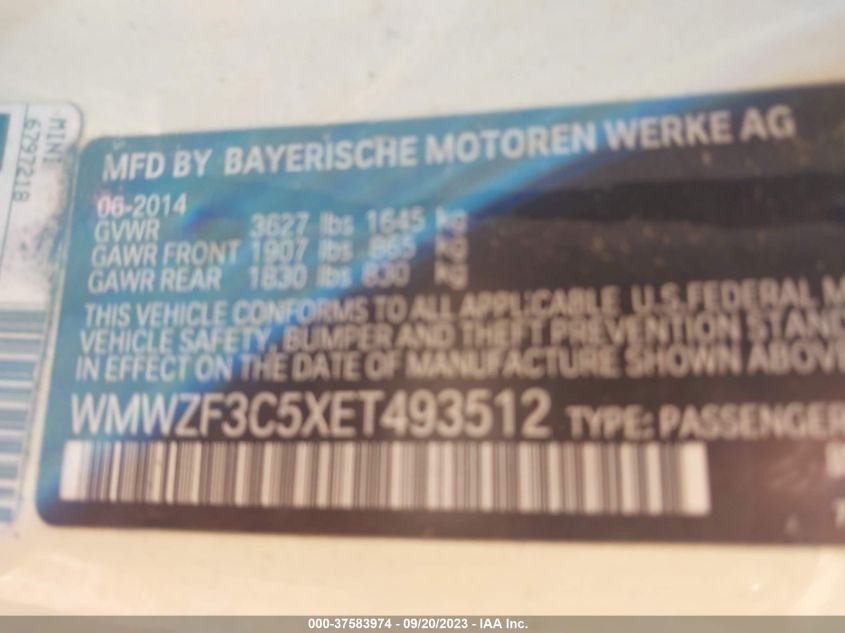 MINI
6797218
MFD BY BAYERISCHE MOTOREN WERKE AG
06-2014
GVWR 3627 lbs 1645 kg
GAWR FRONT 1907 lbs 865 kg
GAWR REAR 1830 lbs 830 kg
THIS VEHICLE CONFORMS TO ALL APPLICABLE U.S.FEDERAL M
VEHICLE SAFETY, BUMPER AND THEFT PREVENTION STAND
IN EFFECT ON THE DATE OF MANUFACTURE SHOWN ABOVE
WMWZF3C5XET493512 TYPE: PASSENGER
000-37583974 - 09/20/2023 - IAA Inc.